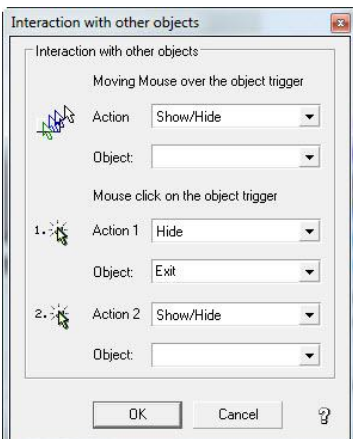 Interaction with other objects
Interaction with other objects
Moving Mouse over the object trigger
Action Show/Hide
Object:
Mouse click on the object trigger
1. Action 1 Hide
Object: Exit
2. Action 2 Show/Hide
Object:
OK Cancel ?